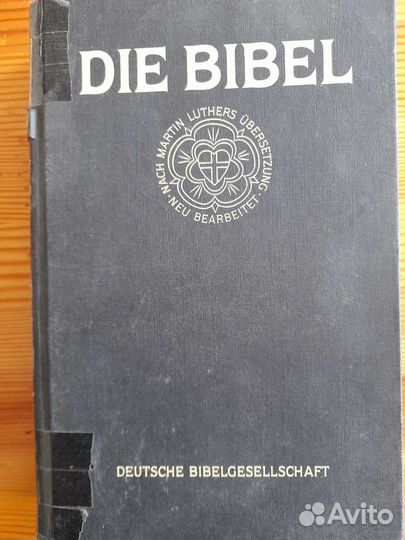 DIE BIBEL
NACH MARTIN LUTHERS ÜBERSETZUNG
· NEU BEARBEITET ·
DEUTSCHE BIBELGESELLSCHAFT
Avito